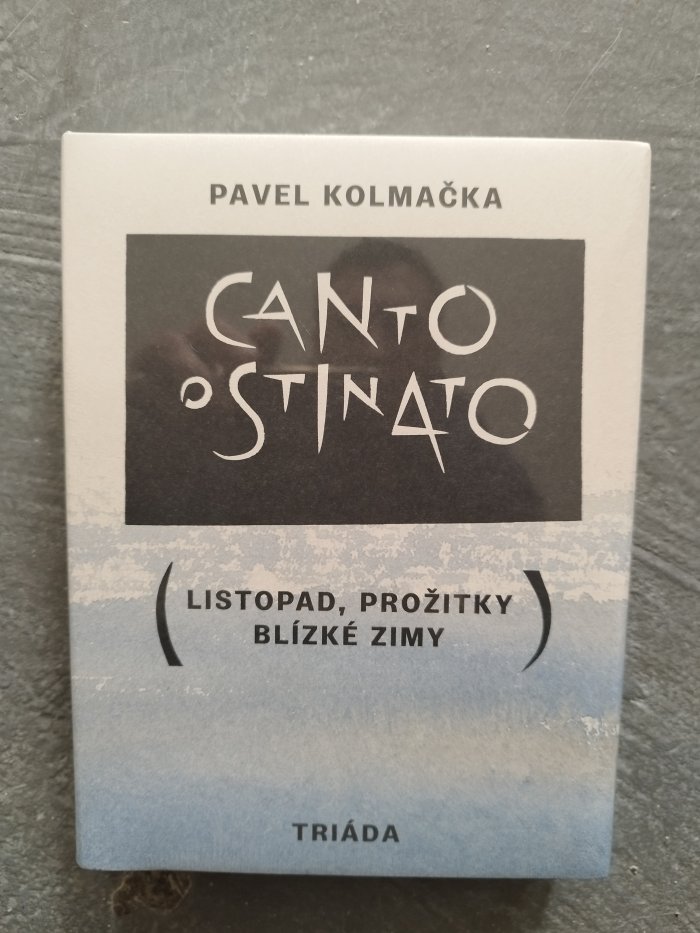 PAVEL KOLMAČKA
CANTO
OSTINATO
(LISTOPAD, PROŽITKY
BLÍZKÉ ZIMY)
TRIÁDA